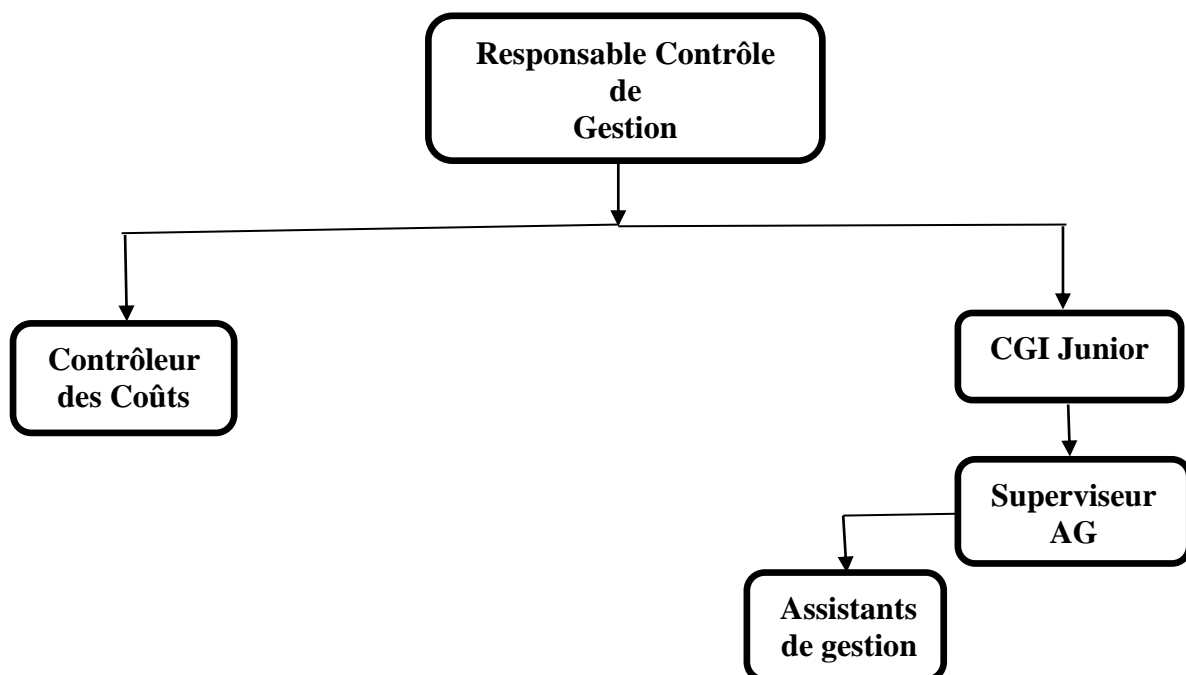 Responsable Contrôle
de
Gestion
Contrôleur
des Coûts
CGI Junior
Superviseur
AG
Assistants
de gestion